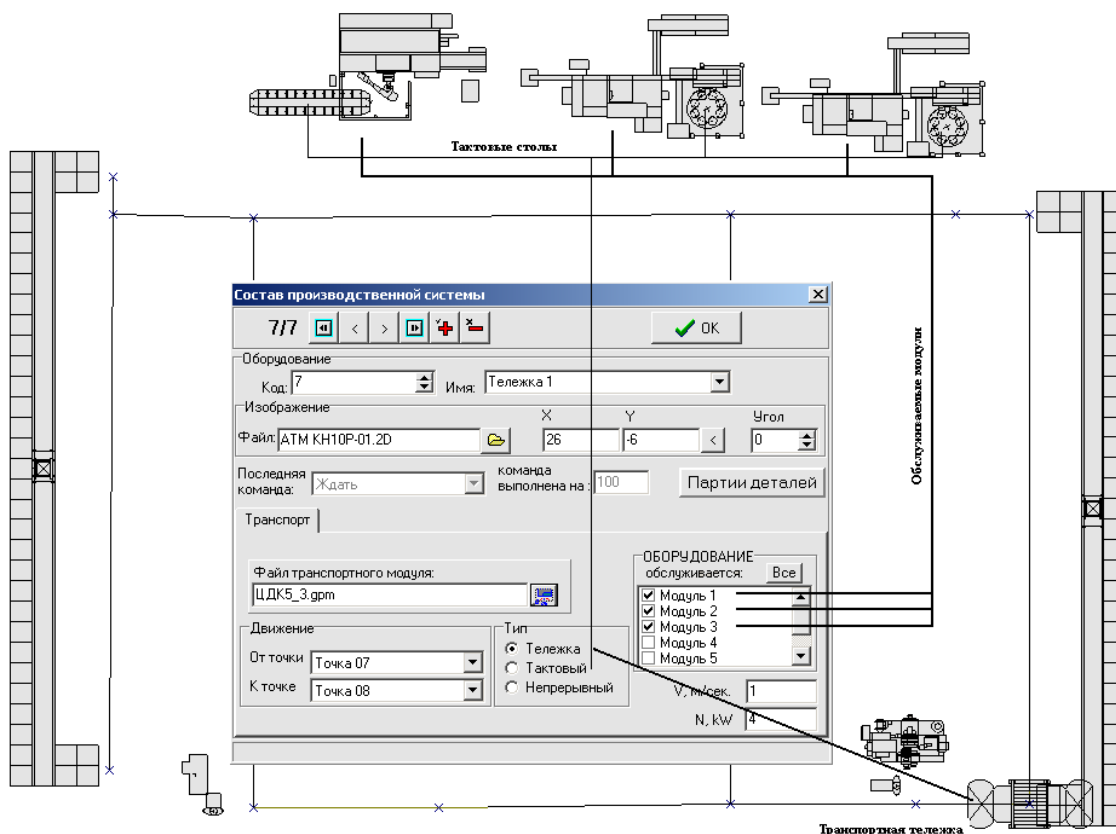 Тактовые столы
Состав производственной системы
7/7 < > OK
Оборудование
Код: 7 Имя: Тележка 1
Изображение
X Y Угол
Файл: ATM KH10P-01.2D 26 -6 < 0
Последняя команда: Ждать команда выполнена на : 100 Партии деталей
Транспорт
Файл транспортного модуля:
ЦДК5_3.gpm
ОБОРУДОВАНИЕ
обслуживается: Все
Модуль 1
Модуль 2
Модуль 3
Модуль 4
Модуль 5
Движение
От точки Точка 07
К точке Точка 08
Тип
Тележка
Тактовый
Непрерывный
V, м/сек. 1
N, kW 4
Обслуживаемые модули
Транспортная тележка